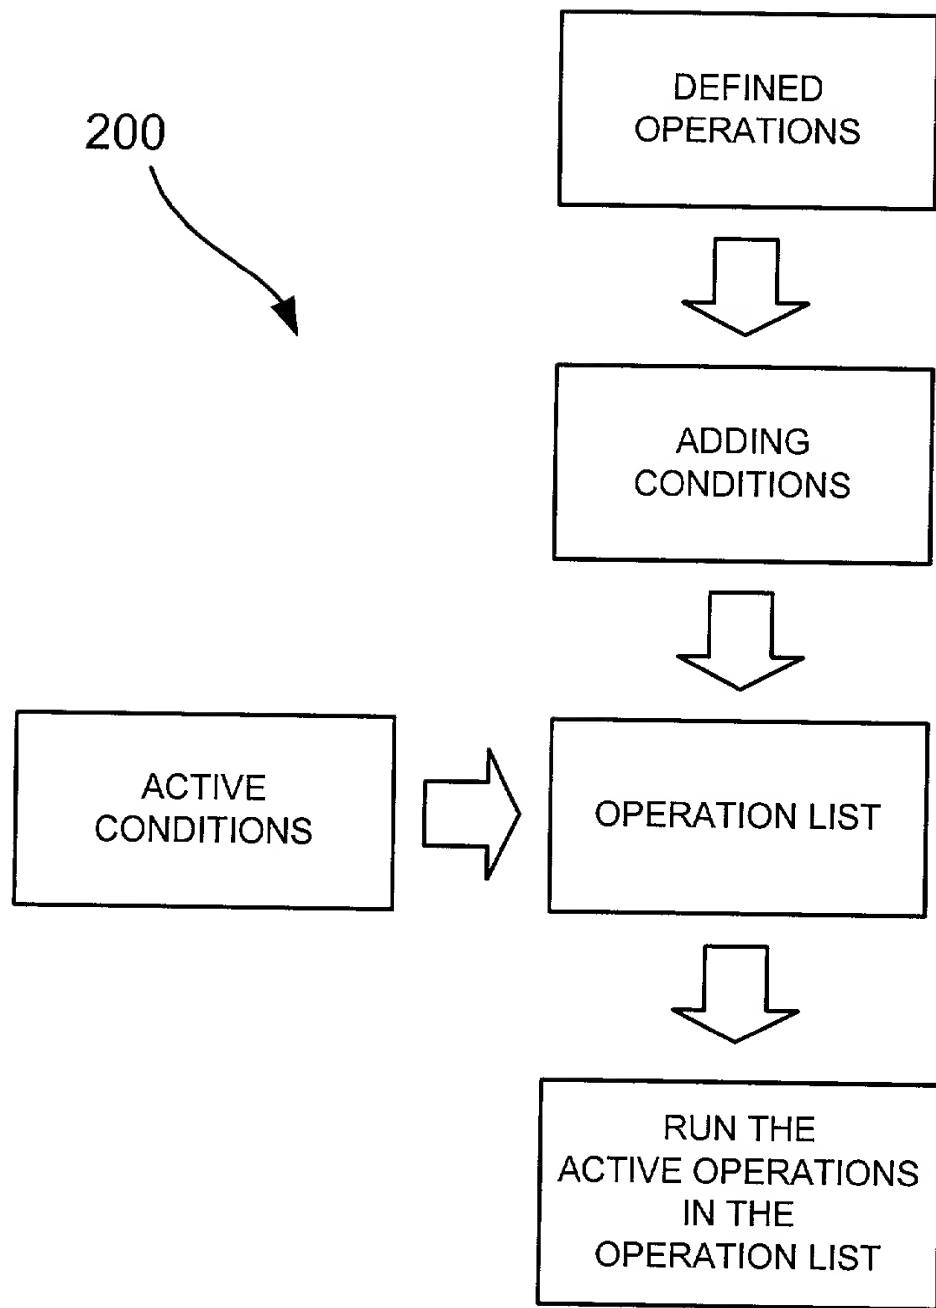 200
DEFINED
OPERATIONS
ADDING
CONDITIONS
ACTIVE
CONDITIONS
OPERATION LIST
RUN THE
ACTIVE OPERATIONS
IN THE
OPERATION LIST